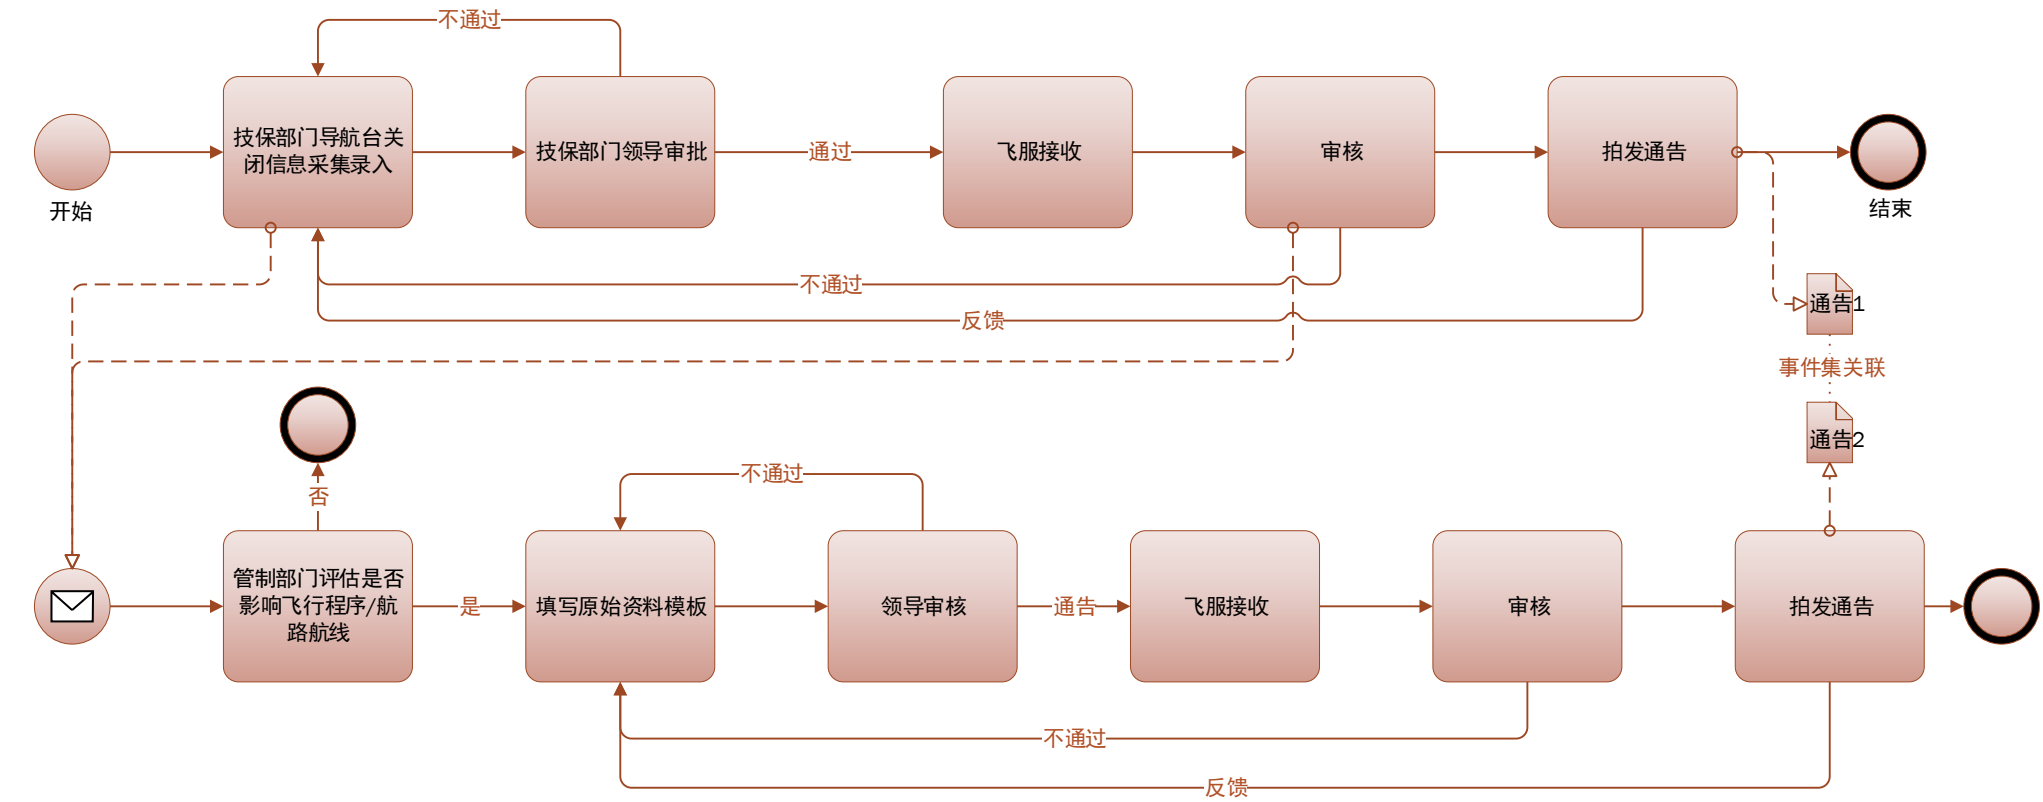 不通过
技保部门导航台关
闭信息采集录入
技保部门领导审批
通过
飞服接收
审核
拍发通告
开始
结束
不通过
反馈
通告1
事件集关联
通告2
否
不通过
管制部门评估是否
影响飞行程序/航
路航线
是
填写原始资料模板
领导审核
通告
飞服接收
审核
拍发通告
不通过
反馈